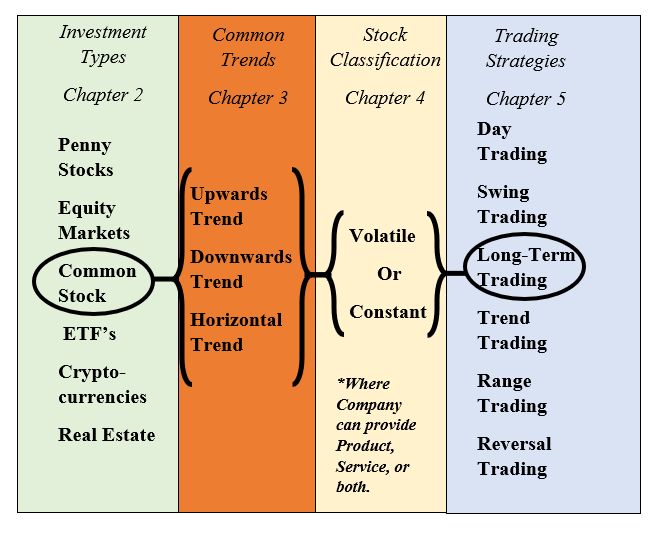 Investment
Types
Chapter 2
Penny
Stocks
Equity
Markets
Common
Stock
ETF’s
Crypto-
currencies
Real Estate
Common
Trends
Chapter 3
Upwards
Trend
Downwards
Trend
Horizontal
Trend
Stock
Classification
Chapter 4
Volatile
Or
Constant
*Where
Company
can provide
Product,
Service, or
both.
Trading
Strategies
Chapter 5
Day
Trading
Swing
Trading
Long-Term
Trading
Trend
Trading
Range
Trading
Reversal
Trading